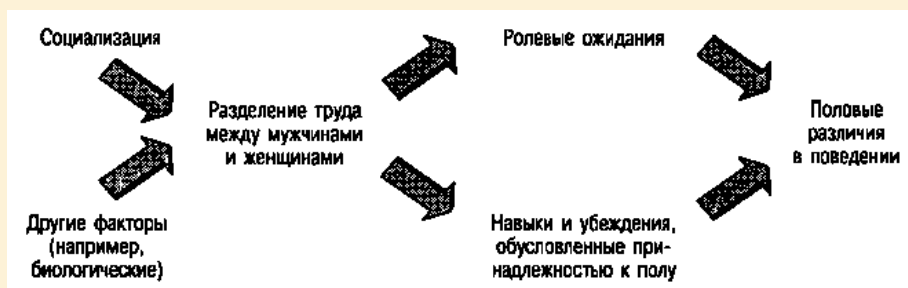 Социализация
Другие факторы
(например,
биологические)
Разделение труда
между мужчинами
и женщинами
Ролевые ожидания
Навыки и убеждения,
обусловленные при-
надлежностью к полу
Половые
различия
в поведении